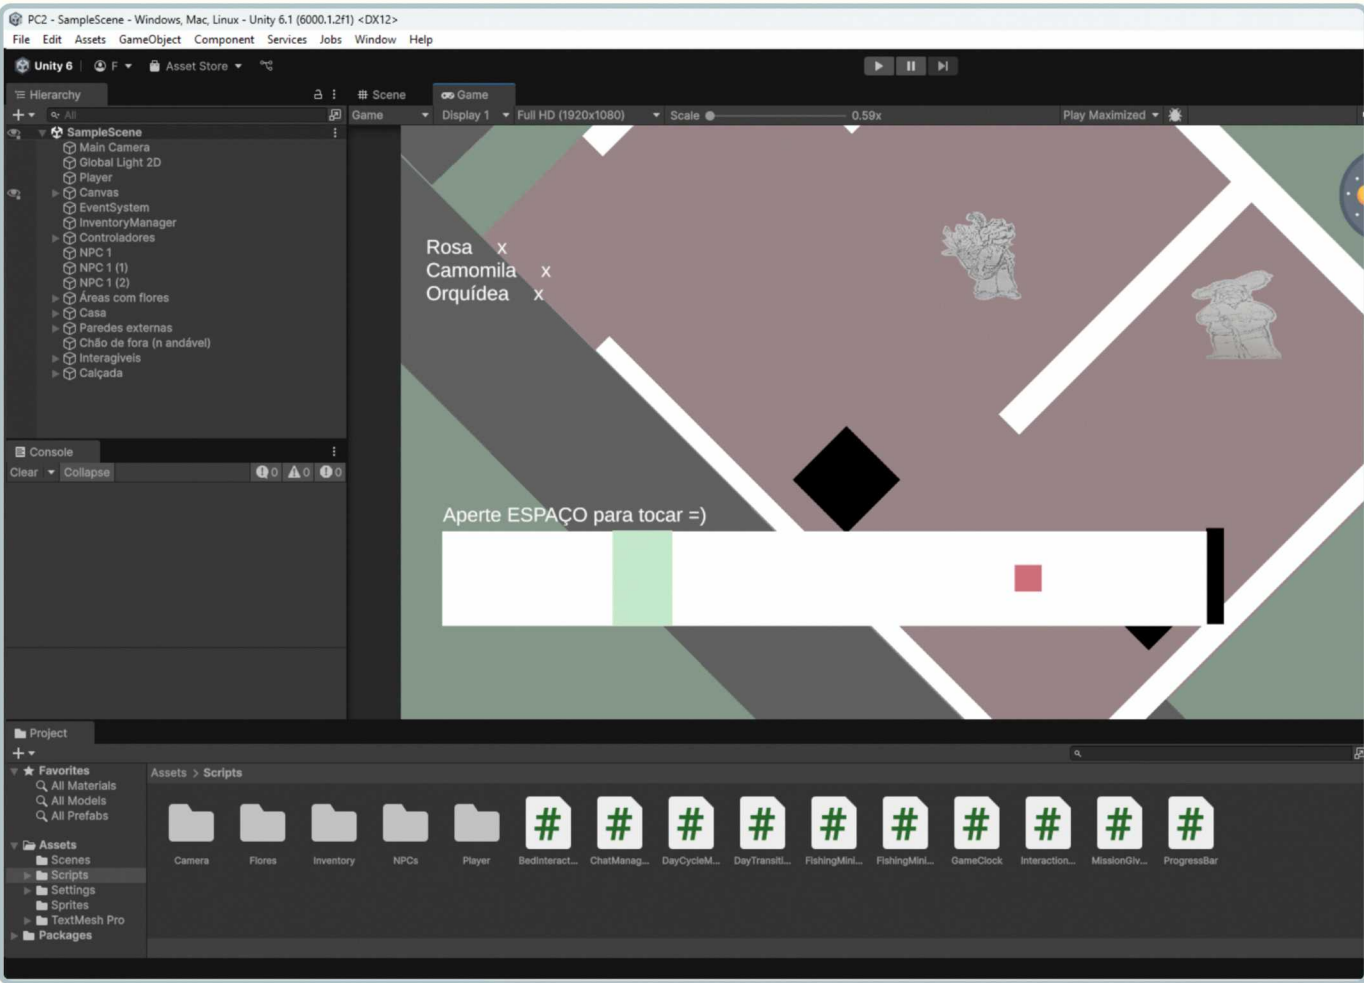 PC2 - SampleScene - Windows, Mac, Linux - Unity 6.1 (6000.1.2f1) <DX12>
File Edit Assets GameObject Component Services Jobs Window Help
Unity 6 F Asset Store
Hierarchy
Scene Game
All
Game Display 1 Full HD (1920x1080) Scale 0.59x Play Maximized
SampleScene
Main Camera
Global Light 2D
Player
Canvas
EventSystem
InventoryManager
Controladores
NPC 1
NPC 1 (1)
NPC 1 (2)
Áreas com flores
Casa
Paredes externas
Chão de fora (n andável)
Interagiveis
Calçada
Rosa x
Camomila x
Orquídea x
Aperte ESPAÇO para tocar =)
Console
Clear Collapse 0 0 0
Project
Favorites
All Materials
All Models
All Prefabs
Assets
Scenes
Scripts
Settings
Sprites
TextMesh Pro
Packages
Assets > Scripts
Camera Flores Inventory NPCs Player BedInteract... ChatManag... DayCycleM... DayTransiti... FishingMini... FishingMini... GameClock Interaction... MissionGiv... ProgressBar